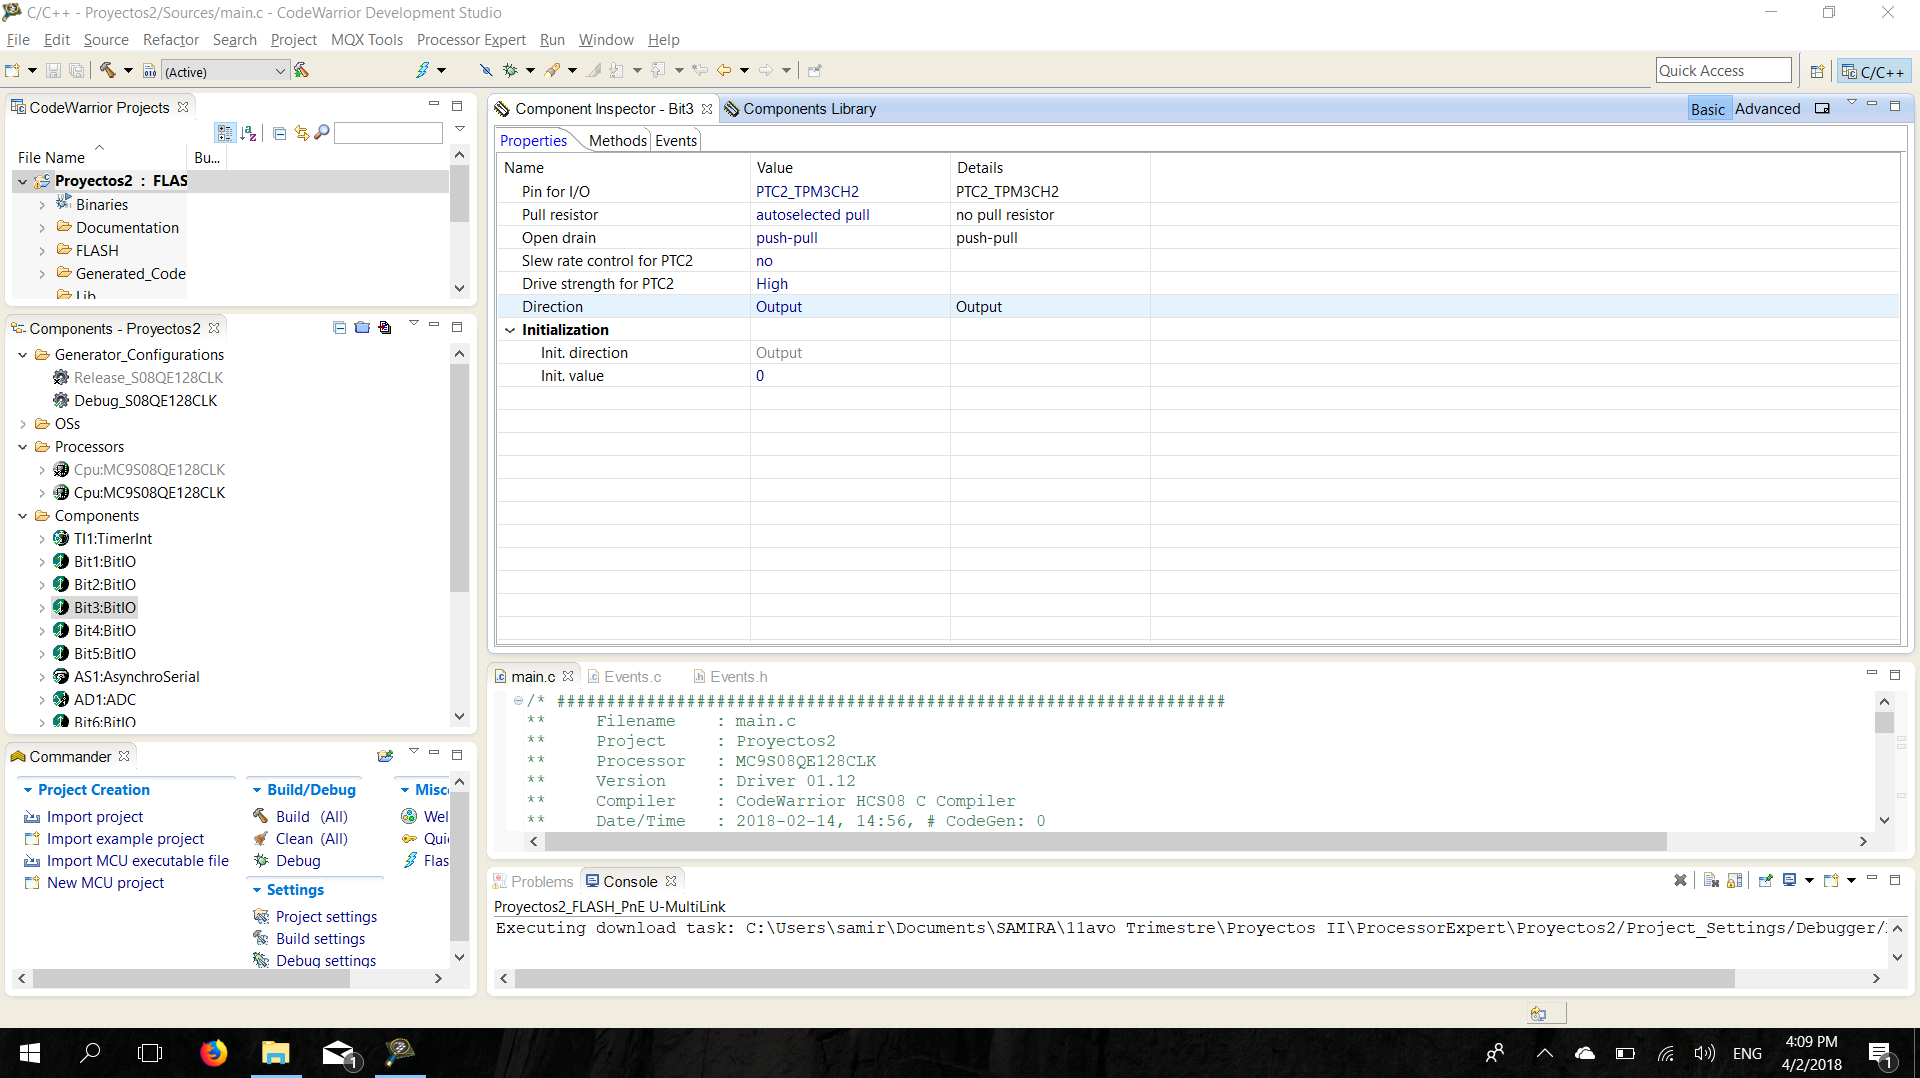 C/C++ - Proyectos2/Sources/main.c - CodeWarrior Development Studio
File Edit Source Refactor Search Project MQX Tools Processor Expert Run Window Help
(Active)
Quick Access
C/C++
CodeWarrior Projects
File Name Bu...
Proyectos2 : FLAS
Binaries
Documentation
FLASH
Generated_Code
Lib
Components - Proyectos2
Generator_Configurations
Release_S08QE128CLK
Debug_S08QE128CLK
OSs
Processors
Cpu:MC9S08QE128CLK
Cpu:MC9S08QE128CLK
Components
TI1:TimerInt
Bit1:BitIO
Bit2:BitIO
Bit3:BitIO
Bit4:BitIO
Bit5:BitIO
AS1:AsynchroSerial
AD1:ADC
Bit6:BitIO
Commander
Project Creation
Import project
Import example project
Import MCU executable file
New MCU project
Build/Debug
Build (All)
Clean (All)
Debug
Settings
Project settings
Build settings
Debug settings
Misc
Wel
Quic
Flas
Component Inspector - Bit3 Components Library Basic Advanced
Properties Methods Events
Name Value Details
Pin for I/O PTC2_TPM3CH2 PTC2_TPM3CH2
Pull resistor autoselected pull no pull resistor
Open drain push-pull push-pull
Slew rate control for PTC2 no
Drive strength for PTC2 High
Direction Output Output
Initialization
Init. direction Output
Init. value 0
main.c Events.c Events.h
/* ###################################################################
** Filename : main.c
** Project : Proyectos2
** Processor : MC9S08QE128CLK
** Version : Driver 01.12
** Compiler : CodeWarrior HCS08 C Compiler
** Date/Time : 2018-02-14, 14:56, # CodeGen: 0
Problems Console
Proyectos2_FLASH_PnE U-MultiLink
Executing download task: C:\Users\samir\Documents\SAMIRA\11avo Trimestre\Proyectos II\ProcessorExpert\Proyectos2/Project_Settings/Debugger/
1
ENG
4:09 PM
4/2/2018
1